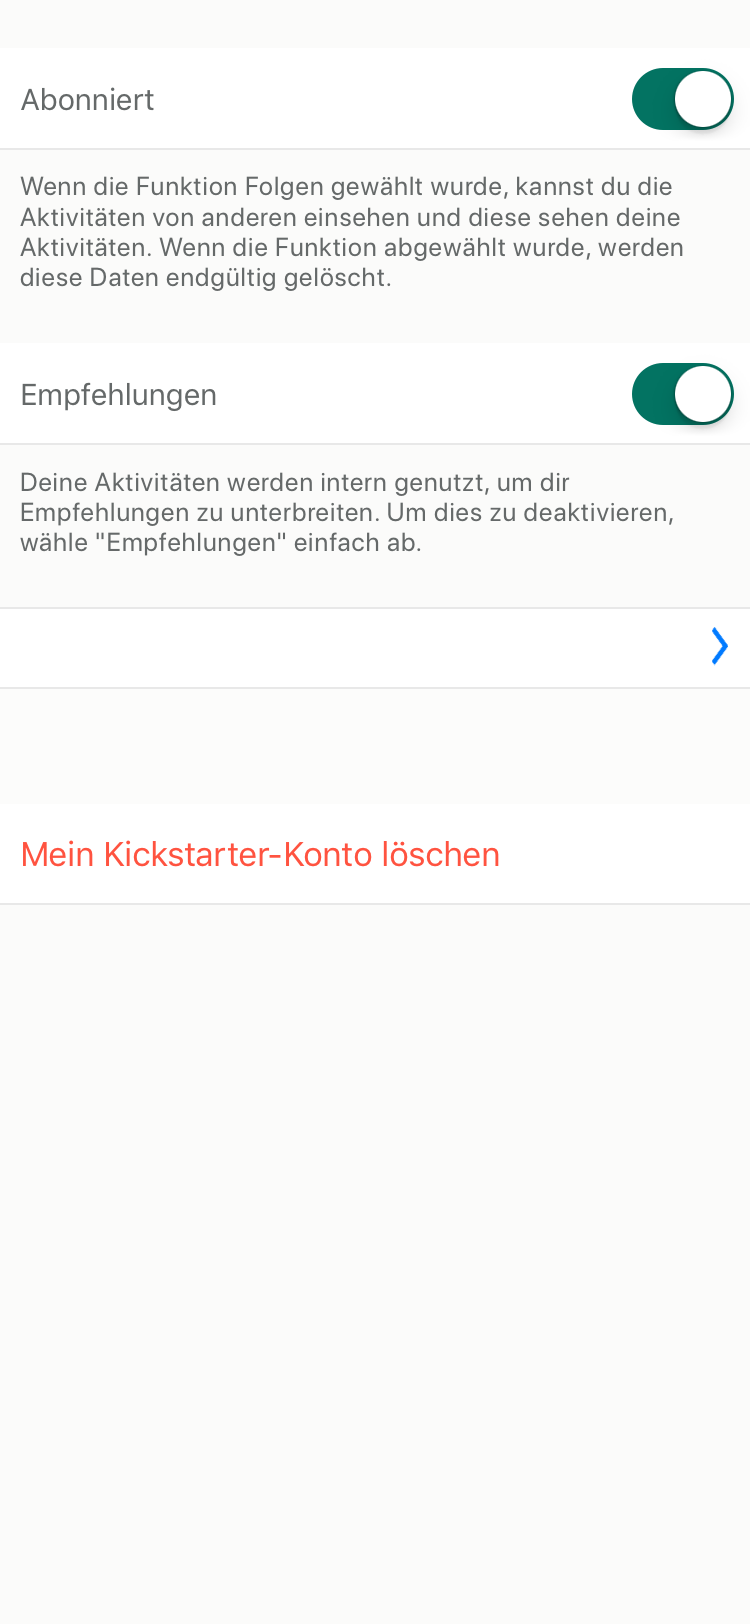 Abonniert
Wenn die Funktion Folgen gewählt wurde, kannst du die
Aktivitäten von anderen einsehen und diese sehen deine
Aktivitäten. Wenn die Funktion abgewählt wurde, werden
diese Daten endgültig gelöscht.
Empfehlungen
Deine Aktivitäten werden intern genutzt, um dir
Empfehlungen zu unterbreiten. Um dies zu deaktivieren,
wähle "Empfehlungen" einfach ab.
Mein Kickstarter-Konto löschen